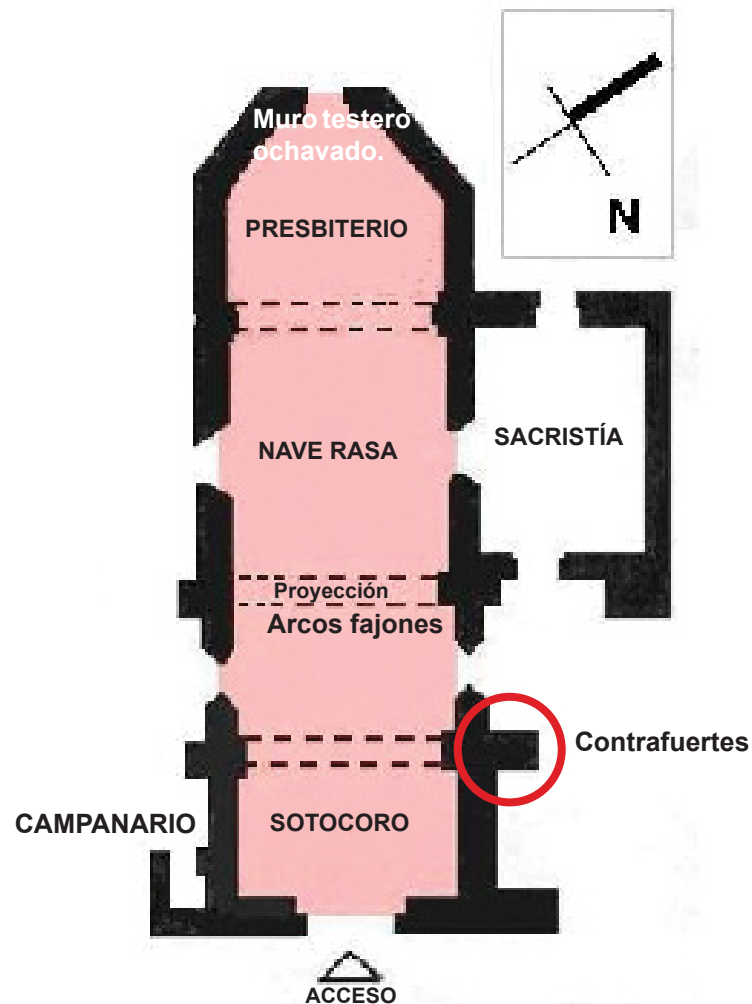 Muro testero
ochavado.
PRESBITERIO
N
NAVE RASA
SACRISTÍA
Proyección
Arcos fajones
Contrafuertes
CAMPANARIO
SOTOCORO
ACCESO